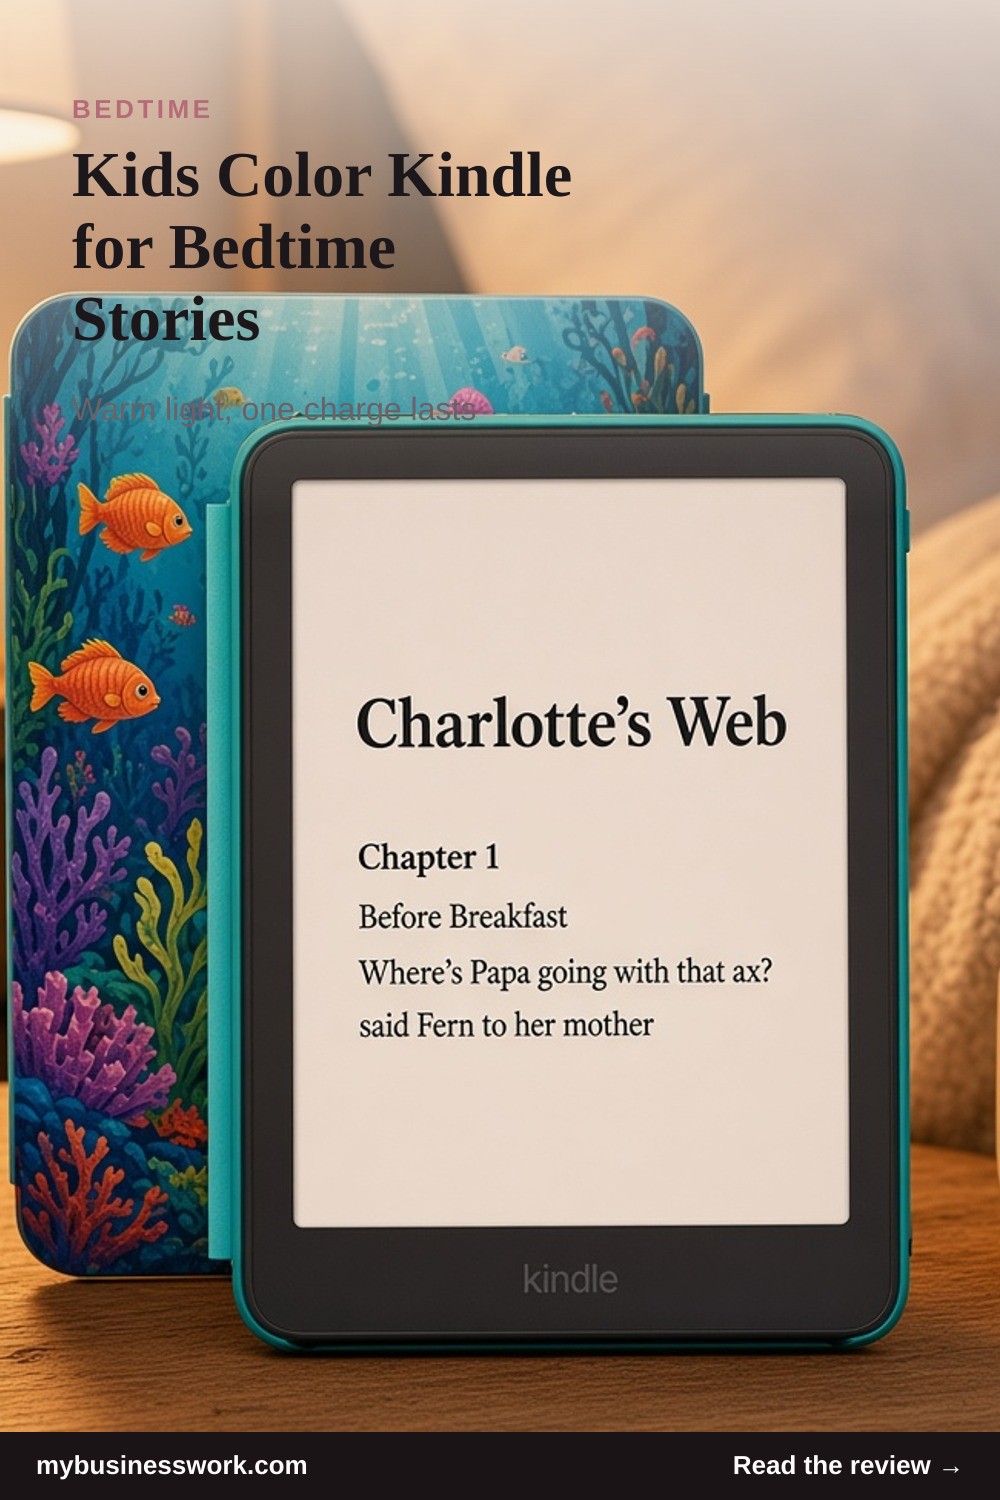 BEDTIME
Kids Color Kindle
for Bedtime
Stories
Warm light, one charge lasts
Charlotte’s Web
Chapter 1
Before Breakfast
Where’s Papa going with that ax?
said Fern to her mother
kindle
mybusinesswork.com
Read the review →